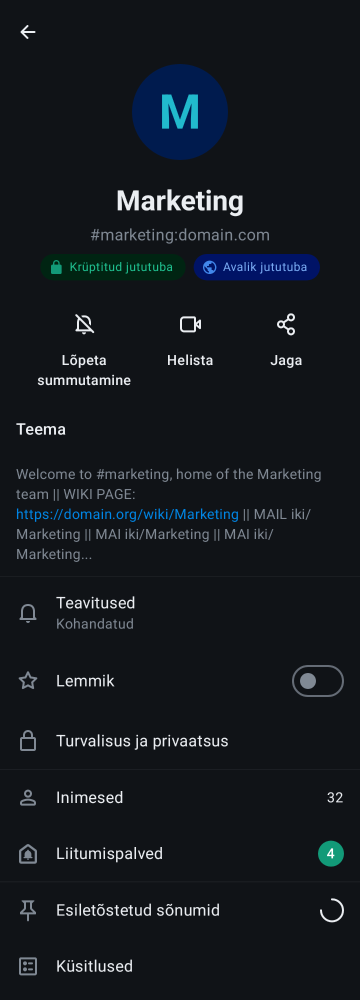 M
Marketing
#marketing:domain.com
Krüptitud jututuba
Avalik jututuba
Lõpeta
summutamine
Helista
Jaga
Teema
Welcome to #marketing, home of the Marketing
team || WIKI PAGE:
https://domain.org/wiki/Marketing || MAIL iki/
Marketing || MAI iki/Marketing || MAI iki/
Marketing...
Teavitused
Kohandatud
Lemmik
Turvalisus ja privaatsus
Inimesed 32
Liitumispalved 4
Esiletõstetud sõnumid
Küsitlused